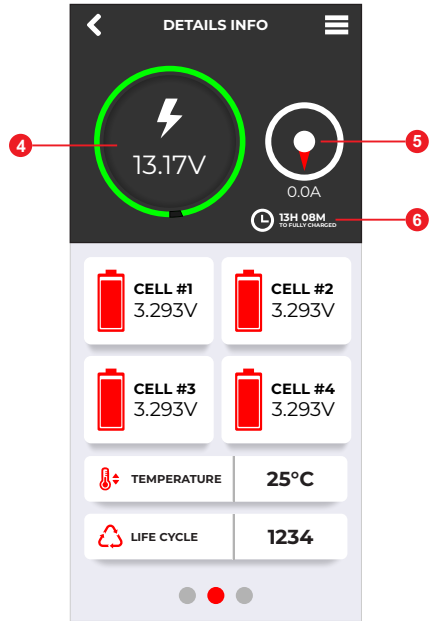 DETAILS INFO
4
13.17V
5
0.0A
13H 08M
TO FULLY CHARGED
6
CELL #1
3.293V
CELL #2
3.293V
CELL #3
3.293V
CELL #4
3.293V
TEMPERATURE 25°C
LIFE CYCLE 1234